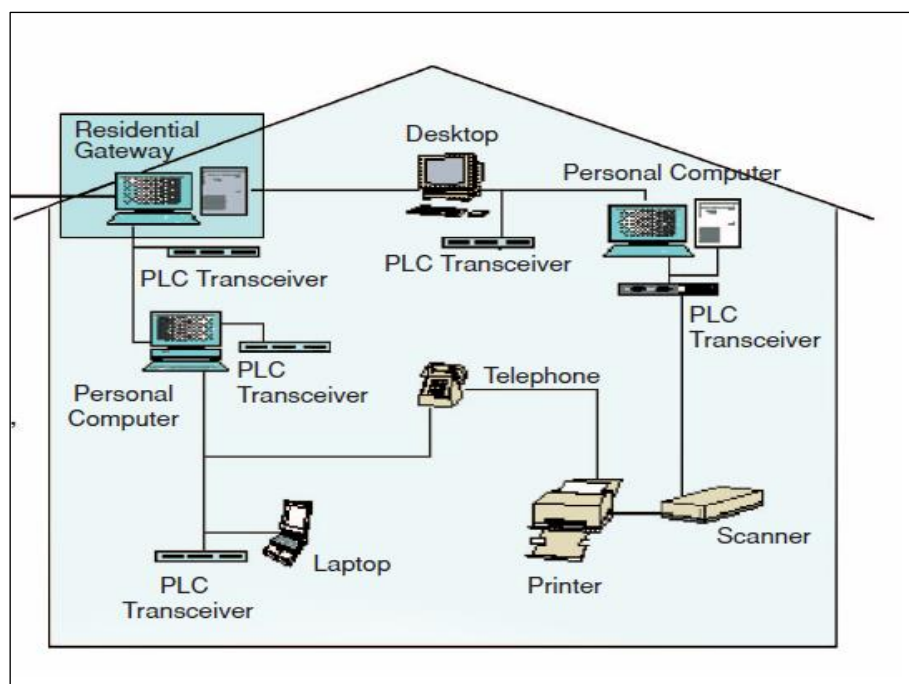 Residential
Gateway
Desktop
Personal Computer
PLC Transceiver
PLC Transceiver
PLC
Transceiver
PLC
Transceiver
Personal
Computer
Telephone
,
Scanner
Laptop
Printer
PLC
Transceiver